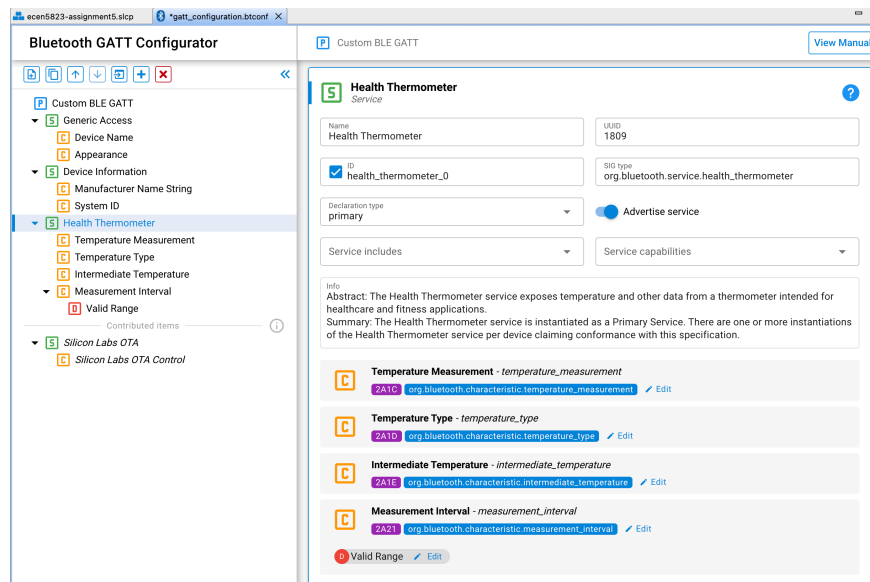 ecen5823-assignment5.slcp
*gatt_configuration.btconf
Bluetooth GATT Configurator
P Custom BLE GATT
View Manual
P Custom BLE GATT
S Generic Access
C Device Name
C Appearance
S Device Information
C Manufacturer Name String
C System ID
S Health Thermometer
C Temperature Measurement
C Temperature Type
C Intermediate Temperature
C Measurement Interval
D Valid Range
Contributed items
S Silicon Labs OTA
C Silicon Labs OTA Control
S Health Thermometer
Service
Name
Health Thermometer
UUID
1809
ID
health_thermometer_0
SIG type
org.bluetooth.service.health_thermometer
Declaration type
primary
Advertise service
Service includes
Service capabilities
Info
Abstract: The Health Thermometer service exposes temperature and other data from a thermometer intended for
healthcare and fitness applications.
Summary: The Health Thermometer service is instantiated as a Primary Service. There are one or more instantiations
of the Health Thermometer service per device claiming conformance with this specification.
C Temperature Measurement - temperature_measurement
2A1C org.bluetooth.characteristic.temperature_measurement Edit
C Temperature Type - temperature_type
2A1D org.bluetooth.characteristic.temperature_type Edit
C Intermediate Temperature - intermediate_temperature
2A1E org.bluetooth.characteristic.intermediate_temperature Edit
C Measurement Interval - measurement_interval
2A21 org.bluetooth.characteristic.measurement_interval Edit
D Valid Range Edit